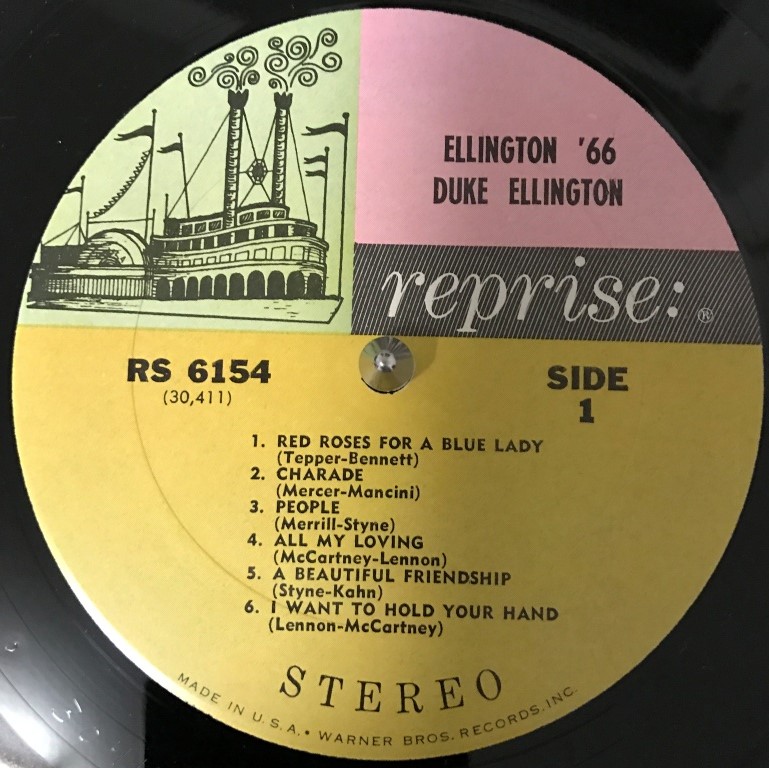 ELLINGTON '66
DUKE ELLINGTON
reprise:®
RS 6154
(30,411)
SIDE
1
1. RED ROSES FOR A BLUE LADY
(Tepper-Bennett)
2. CHARADE
(Mercer-Mancini)
3. PEOPLE
(Merrill-Styne)
4. ALL MY LOVING
(McCartney-Lennon)
5. A BEAUTIFUL FRIENDSHIP
(Styne-Kahn)
6. I WANT TO HOLD YOUR HAND
(Lennon-McCartney)
STEREO
MADE IN U.S.A. • WARNER BROS. RECORDS, INC.